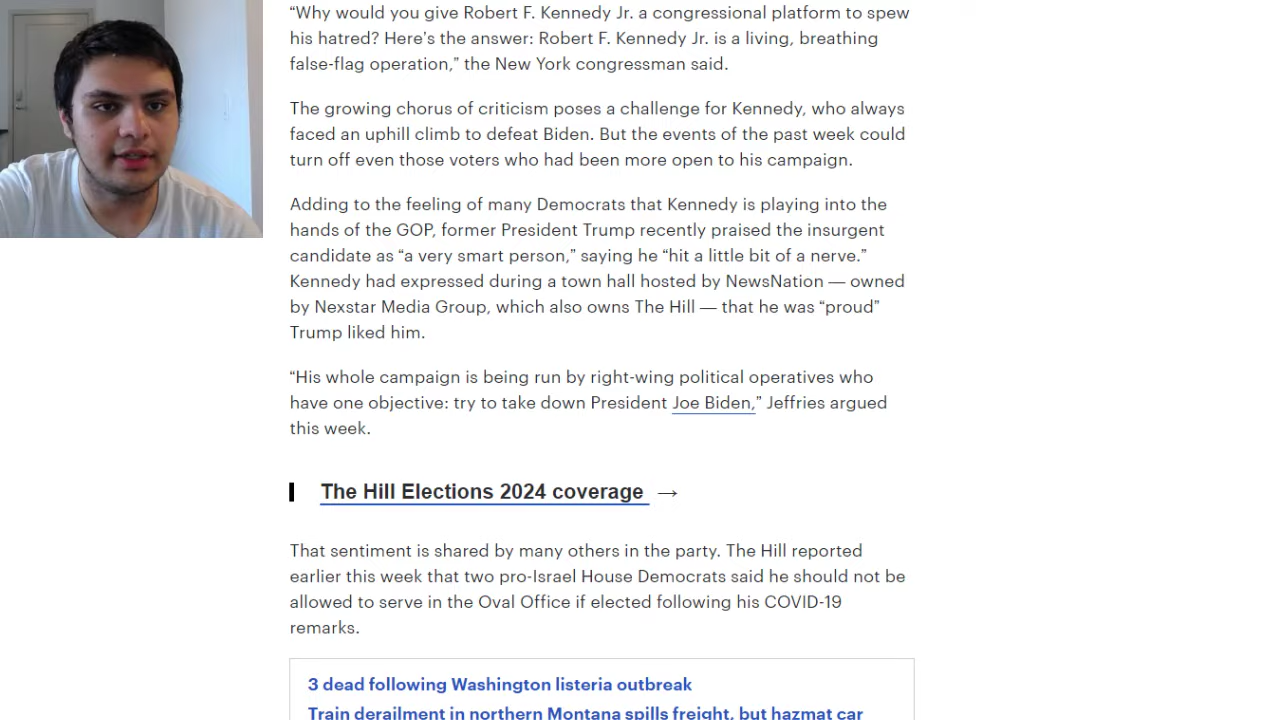 “Why would you give Robert F. Kennedy Jr. a congressional platform to spew
his hatred? Here’s the answer: Robert F. Kennedy Jr. is a living, breathing
false-flag operation,” the New York congressman said.
The growing chorus of criticism poses a challenge for Kennedy, who always
faced an uphill climb to defeat Biden. But the events of the past week could
turn off even those voters who had been more open to his campaign.
Adding to the feeling of many Democrats that Kennedy is playing into the
hands of the GOP, former President Trump recently praised the insurgent
candidate as “a very smart person,” saying he “hit a little bit of a nerve.”
Kennedy had expressed during a town hall hosted by NewsNation — owned
by Nexstar Media Group, which also owns The Hill — that he was “proud”
Trump liked him.
“His whole campaign is being run by right-wing political operatives who
have one objective: try to take down President Joe Biden,” Jeffries argued
this week.
The Hill Elections 2024 coverage →
That sentiment is shared by many others in the party. The Hill reported
earlier this week that two pro-Israel House Democrats said he should not be
allowed to serve in the Oval Office if elected following his COVID-19
remarks.
3 dead following Washington listeria outbreak
Train derailment in northern Montana spills freight, but hazmat car